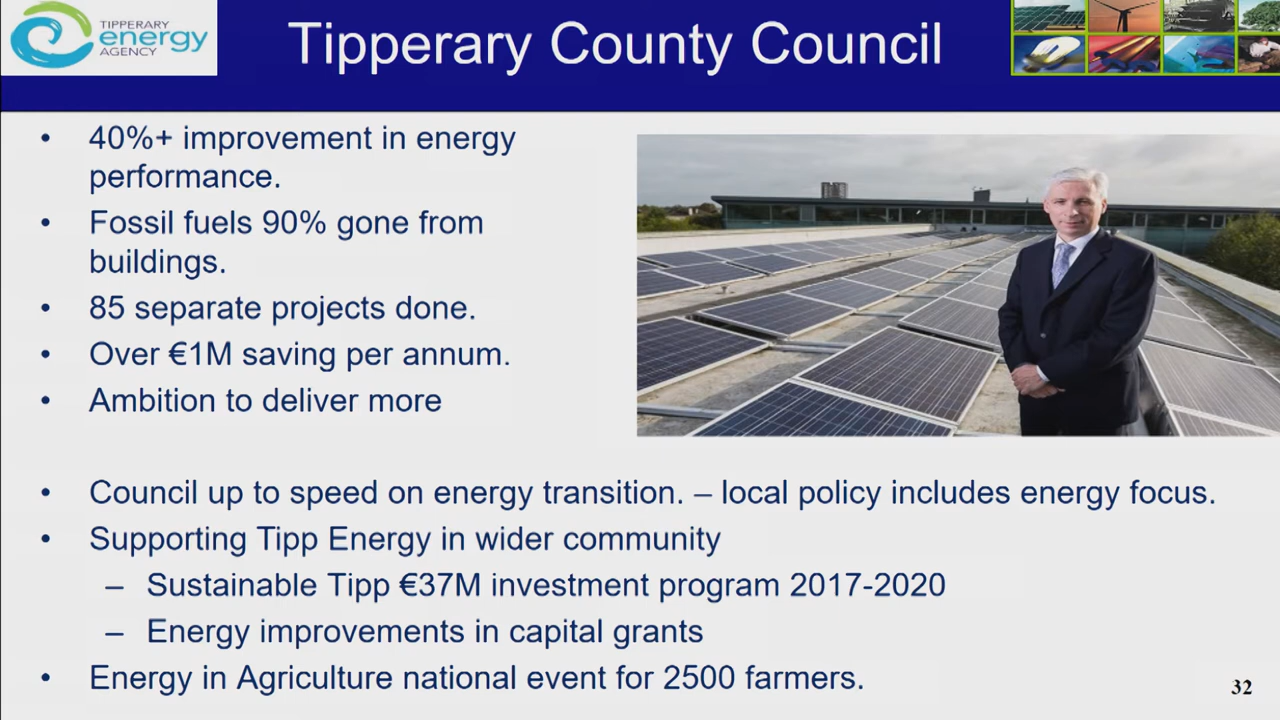 TIPPERARY
energy
AGENCY
Tipperary County Council
• 40%+ improvement in energy
performance.
• Fossil fuels 90% gone from
buildings.
• 85 separate projects done.
• Over €1M saving per annum.
• Ambition to deliver more
• Council up to speed on energy transition. – local policy includes energy focus.
• Supporting Tipp Energy in wider community
– Sustainable Tipp €37M investment program 2017-2020
– Energy improvements in capital grants
• Energy in Agriculture national event for 2500 farmers.
32